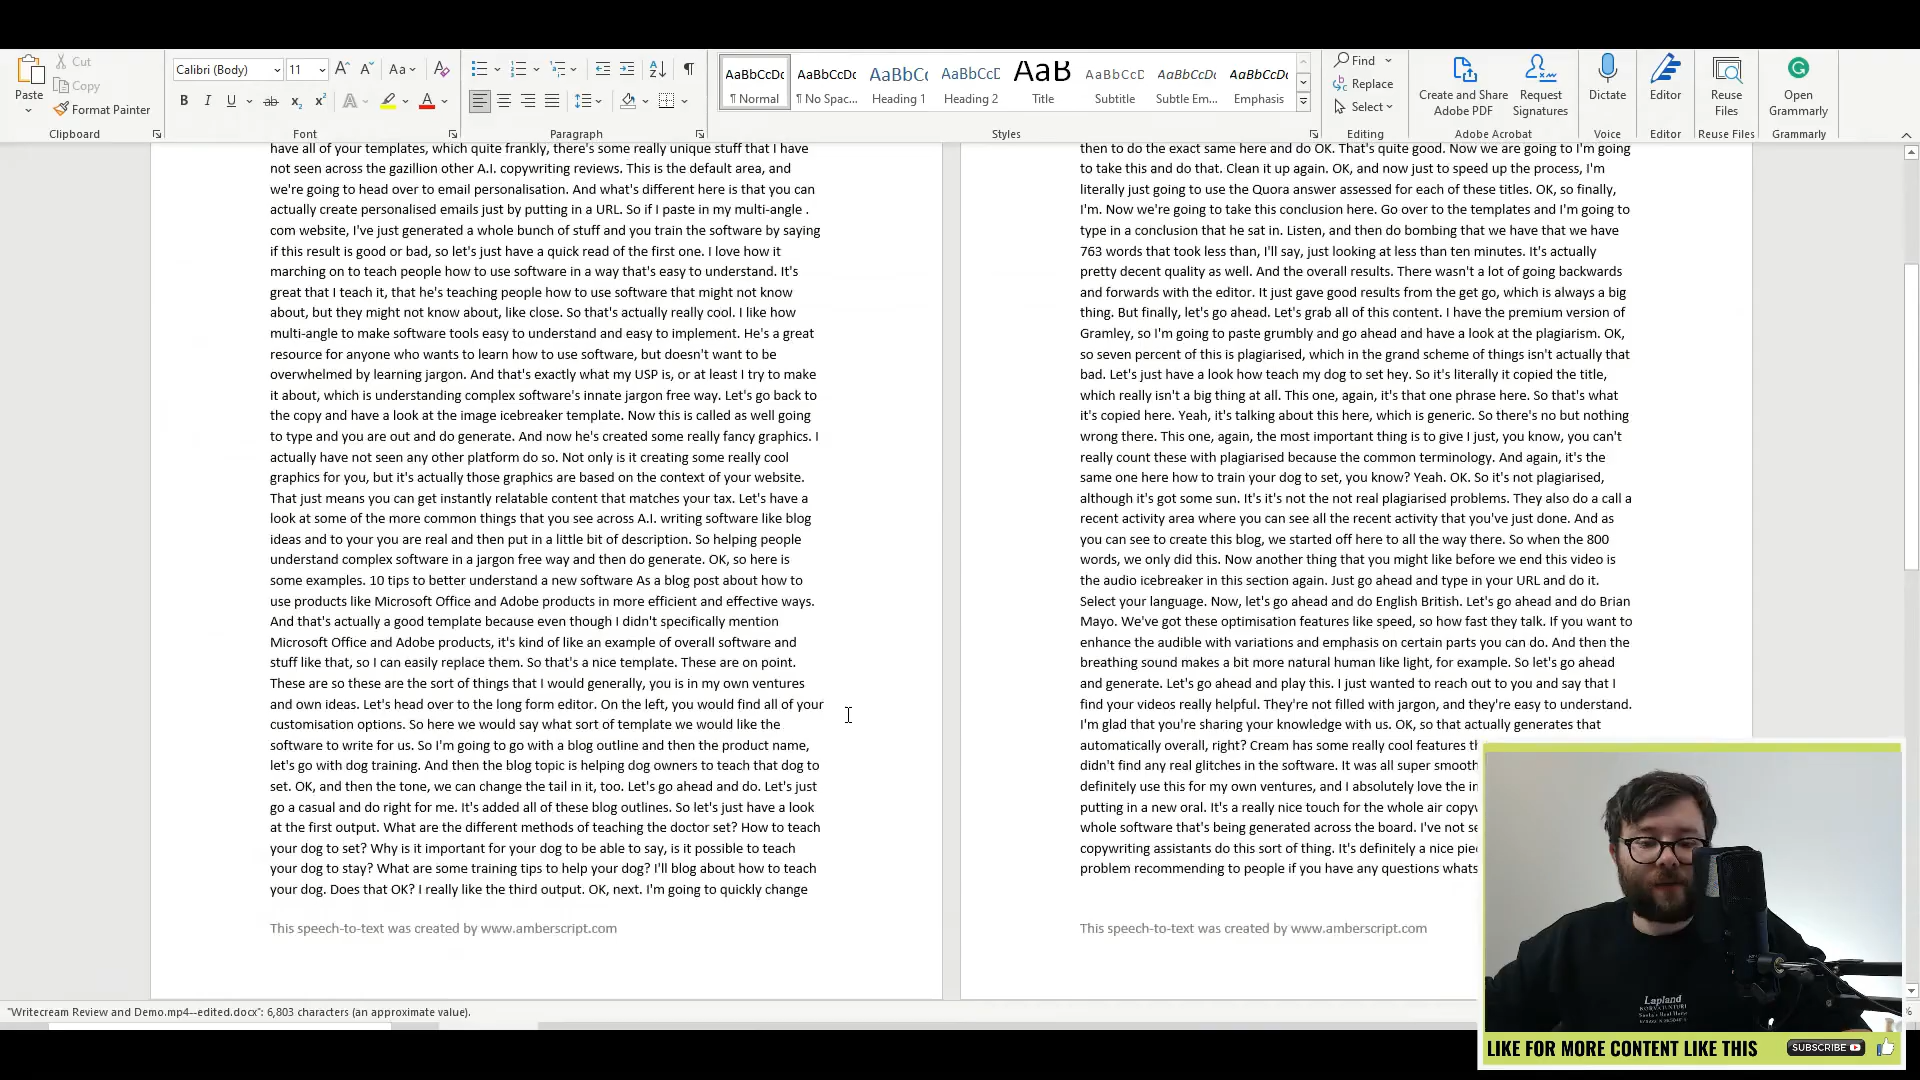 Cut
Copy
Paste
Format Painter
Clipboard
Calibri (Body)
11
Font
Paragraph
AaBbCcDc
¶ Normal
AaBbCcDc
¶ No Spac...
AaBbCc
Heading 1
AaBbCcD
Heading 2
AaB
Title
AaBbCcD
Subtitle
AaBbCcDc
Subtle Em...
AaBbCcDc
Emphasis
Styles
Find
Replace
Select
Editing
Create and Share
Adobe PDF
Request
Signatures
Adobe Acrobat
Dictate
Voice
Editor
Editor
Reuse
Files
Reuse Files
Open
Grammarly
Grammarly
have all of your templates, which quite frankly, there's some really unique stuff that I have
not seen across the gazillion other A.I. copywriting reviews. This is the default area, and
we're going to head over to email personalisation. And what's different here is that you can
actually create personalised emails just by putting in a URL. So if I paste in my multi-angle .
com website, I've just generated a whole bunch of stuff and you train the software by saying
if this result is good or bad, so let's just have a quick read of the first one. I love how it
marching on to teach people how to use software in a way that's easy to understand. It's
great that I teach it, that he's teaching people how to use software that might not know
about, but they might not know about, like close. So that's actually really cool. I like how
multi-angle to make software tools easy to understand and easy to implement. He's a great
resource for anyone who wants to learn how to use software, but doesn't want to be
overwhelmed by learning jargon. And that's exactly what my USP is, or at least I try to make
it about, which is understanding complex software's innate jargon free way. Let's go back to
the copy and have a look at the image icebreaker template. Now this is called as well going
to type and you are out and do generate. And now he's created some really fancy graphics. I
actually have not seen any other platform do so. Not only is it creating some really cool
graphics for you, but it's actually those graphics are based on the context of your website.
That just means you can get instantly relatable content that matches your tax. Let's have a
look at some of the more common things that you see across A.I. writing software like blog
ideas and to your you are real and then put in a little bit of description. So helping people
understand complex software in a jargon free way and then do generate. OK, so here is
some examples. 10 tips to better understand a new software As a blog post about how to
use products like Microsoft Office and Adobe products in more efficient and effective ways.
And that's actually a good template because even though I didn't specifically mention
Microsoft Office and Adobe products, it's kind of like an example of overall software and
stuff like that, so I can easily replace them. So that's a nice template. These are on point.
These are so these are the sort of things that I would generally, you is in my own ventures
and own ideas. Let's head over to the long form editor. On the left, you would find all of your
customisation options. So here we would say what sort of template we would like the
software to write for us. So I'm going to go with a blog outline and then the product name,
let's go with dog training. And then the blog topic is helping dog owners to teach that dog to
set. OK, and then the tone, we can change the tail in it, too. Let's go ahead and do. Let's just
go a casual and do right for me. It's added all of these blog outlines. So let's just have a look
at the first output. What are the different methods of teaching the doctor set? How to teach
your dog to set? Why is it important for your dog to be able to say, is it possible to teach
your dog to stay? What are some training tips to help your dog? I'll blog about how to teach
your dog. Does that OK? I really like the third output. OK, next. I'm going to quickly change
This speech-to-text was created by www.amberscript.com
then to do the exact same here and do OK. That's quite good. Now we are going to I'm going
to take this and do that. Clean it up again. OK, and now just to speed up the process, I'm
literally just going to use the Quora answer assessed for each of these titles. OK, so finally,
I'm. Now we're going to take this conclusion here. Go over to the templates and I'm going to
type in a conclusion that he sat in. Listen, and then do bombing that we have that we have
763 words that took less than, I'll say, just looking at less than ten minutes. It's actually
pretty decent quality as well. And the overall results. There wasn't a lot of going backwards
and forwards with the editor. It just gave good results from the get go, which is always a big
thing. But finally, let's go ahead. Let's grab all of this content. I have the premium version of
Gramley, so I'm going to paste grumbly and go ahead and have a look at the plagiarism. OK,
so seven percent of this is plagiarised, which in the grand scheme of things isn't actually that
bad. Let's just have a look how teach my dog to set hey. So it's literally it copied the title,
which really isn't a big thing at all. This one, again, it's that one phrase here. So that's what
it's copied here. Yeah, it's talking about this here, which is generic. So there's no but nothing
wrong there. This one, again, the most important thing is to give I just, you know, you can't
really count these with plagiarised because the common terminology. And again, it's the
same one here how to train your dog to set, you know? Yeah. OK. So it's not plagiarised,
although it's got some sun. It's it's not the not real plagiarised problems. They also do a call a
recent activity area where you can see all the recent activity that you've just done. And as
you can see to create this blog, we started off here to all the way there. So when the 800
words, we only did this. Now another thing that you might like before we end this video is
the audio icebreaker in this section again. Just go ahead and type in your URL and do it.
Select your language. Now, let's go ahead and do English British. Let's go ahead and do Brian
Mayo. We've got these optimisation features like speed, so how fast they talk. If you want to
enhance the audible with variations and emphasis on certain parts you can do. And then the
breathing sound makes a bit more natural human like light, for example. So let's go ahead
and generate. Let's go ahead and play this. I just wanted to reach out to you and say that I
find your videos really helpful. They're not filled with jargon, and they're easy to understand.
I'm glad that you're sharing your knowledge with us. OK, so that actually generates that
automatically overall, right? Cream has some really cool features
didn't find any real glitches in the software. It was all super smooth
definitely use this for my own ventures, and I absolutely love the
putting in a new oral. It's a really nice touch for the whole air
whole software that's being generated across the board. I've not
copywriting assistants do this sort of thing. It's definitely a nice
problem recommending to people if you have any questions
This speech-to-text was created by www.amberscript.com
"Writecream Review and Demo.mp4--edited.docx": 6,803 characters (an approximate value).
Lapland
LIKE FOR MORE CONTENT LIKE THIS
SUBSCRIBE